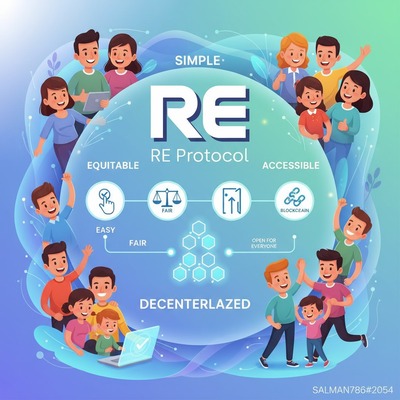 SIMPLE
RE
RE Protocol
EQUITABLE
ACCESSIBLE
FAIR
BLOCKCEAIN
EASY
FAIR
OPEN FOR
EVERYONE
DECENTERLAZED
SALMAN786#2054